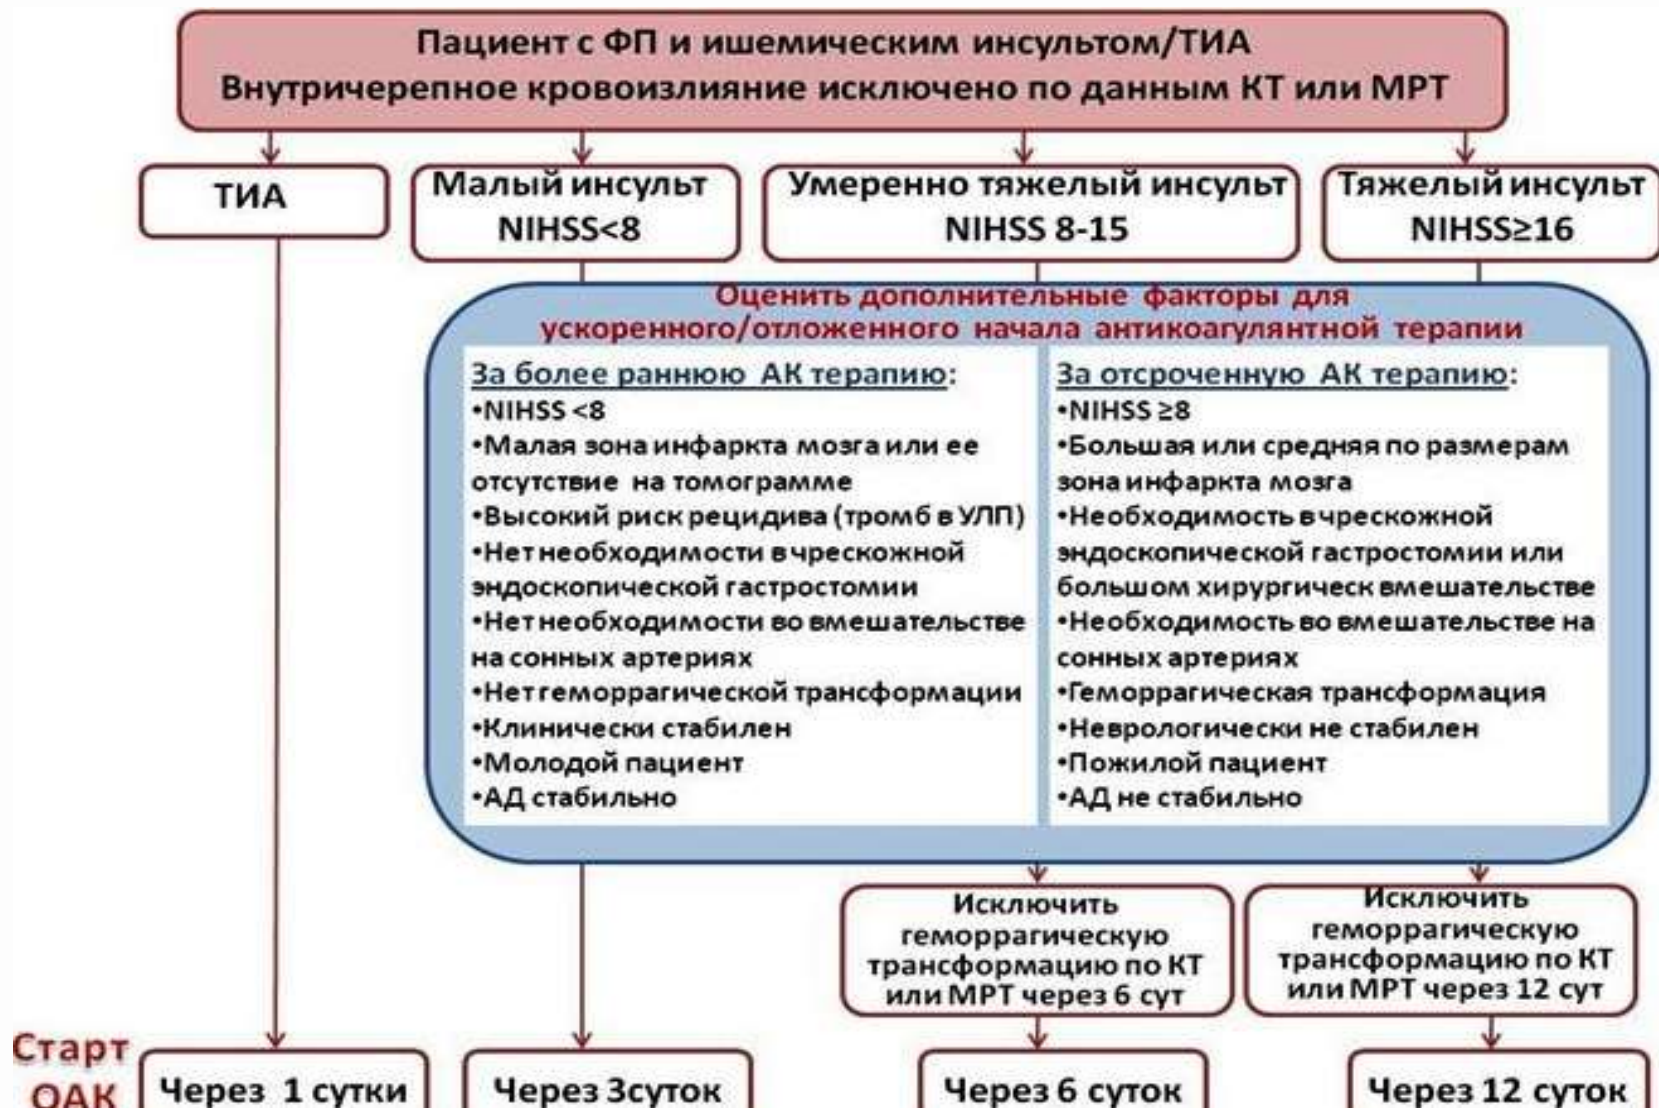 Пациент с ФП и ишемическим инсультом/ТИА
Внутричерепное кровоизлияние исключено по данным КТ или МРТ
ТИА
Малый инсульт
NIHSS<8
Умеренно тяжелый инсульт
NIHSS 8-15
Тяжелый инсульт
NIHSS≥16
Оценить дополнительные факторы для
ускоренного/отложенного начала антикоагулянтной терапии
За более раннюю АК терапию:
•NIHSS <8
•Малая зона инфаркта мозга или ее
отсутствие на томограмме
•Высокий риск рецидива (тромб в УЛП)
•Нет необходимости в чрескожной
эндоскопической гастростомии
•Нет необходимости во вмешательстве
на сонных артериях
•Нет геморрагической трансформации
•Клинически стабилен
•Молодой пациент
•АД стабильно
За отсроченную АК терапию:
•NIHSS ≥8
•Большая или средняя по размерам
зона инфаркта мозга
•Необходимость в чрескожной
эндоскопической гастростомии или
большом хирургическ вмешательстве
•Необходимость во вмешательстве на
сонных артериях
•Геморрагическая трансформация
•Неврологически не стабилен
•Пожилой пациент
•АД не стабильно
Исключить
геморрагическую
трансформацию по КТ
или МРТ через 6 сут
Исключить
геморрагическую
трансформацию по КТ
или МРТ через 12 сут
Старт
ОАК
Через 1 сутки
Через 3суток
Через 6 суток
Через 12 суток